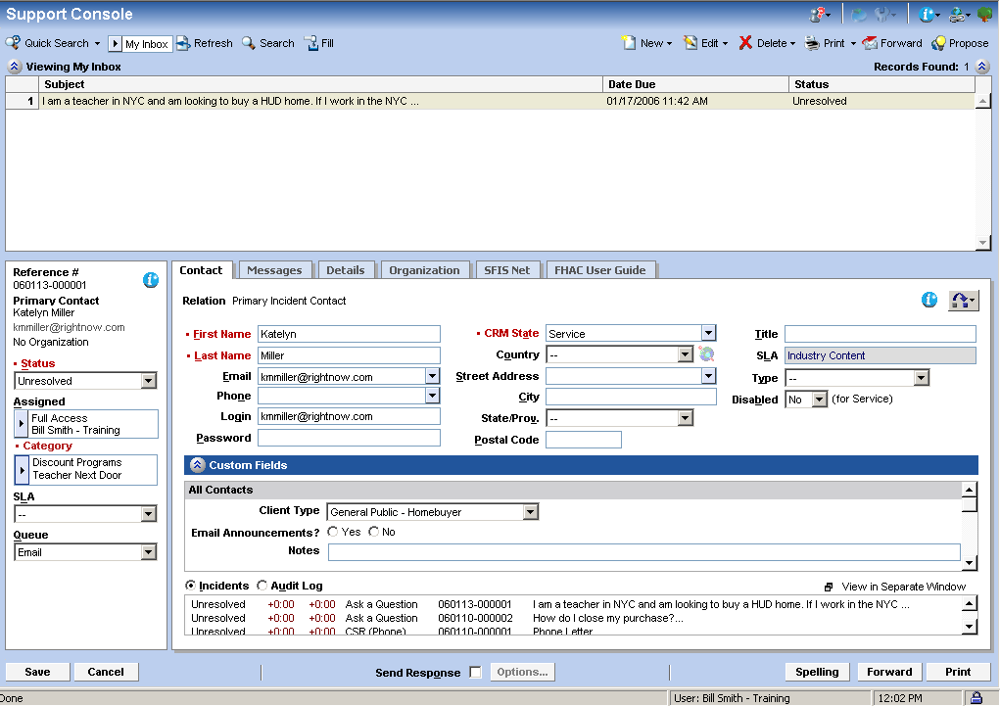 Support Console
Quick Search My Inbox Refresh Search Fill New Edit Delete Print Forward Propose
Viewing My Inbox Records Found: 1
Subject Date Due Status
1 I am a teacher in NYC and am looking to buy a HUD home. If I work in the NYC ... 01/17/2006 11:42 AM Unresolved
Reference #
060113-000001
Primary Contact
Katelyn Miller
kmmiller@rightnow.com
No Organization
Status
Unresolved
Assigned
Full Access
Bill Smith - Training
Category
Discount Programs
Teacher Next Door
SLA
--
Queue
Email
Contact Messages Details Organization SFIS Net FHAC User Guide
Relation Primary Incident Contact
First Name Katelyn
Last Name Miller
Email kmmiller@rightnow.com
Phone
Login kmmiller@rightnow.com
Password
CRM State Service
Country --
Street Address
City
State/Prov. --
Postal Code
Title
SLA Industry Content
Type --
Disabled No (for Service)
Custom Fields
All Contacts
Client Type General Public - Homebuyer
Email Announcements? Yes No
Notes
Incidents Audit Log View in Separate Window
Unresolved +0:00 +0:00 Ask a Question 060113-000001 I am a teacher in NYC and am looking to buy a HUD home. If I work in the NYC ...
Unresolved +0:00 +0:00 Ask a Question 060110-000002 How do I close my purchase?...
Unresolved +0:00 +0:00 CSR (Phone) 060110-000001 Phone Letter
Save Cancel Send Response Options... Spelling Forward Print
Done User: Bill Smith - Training 12:02 PM